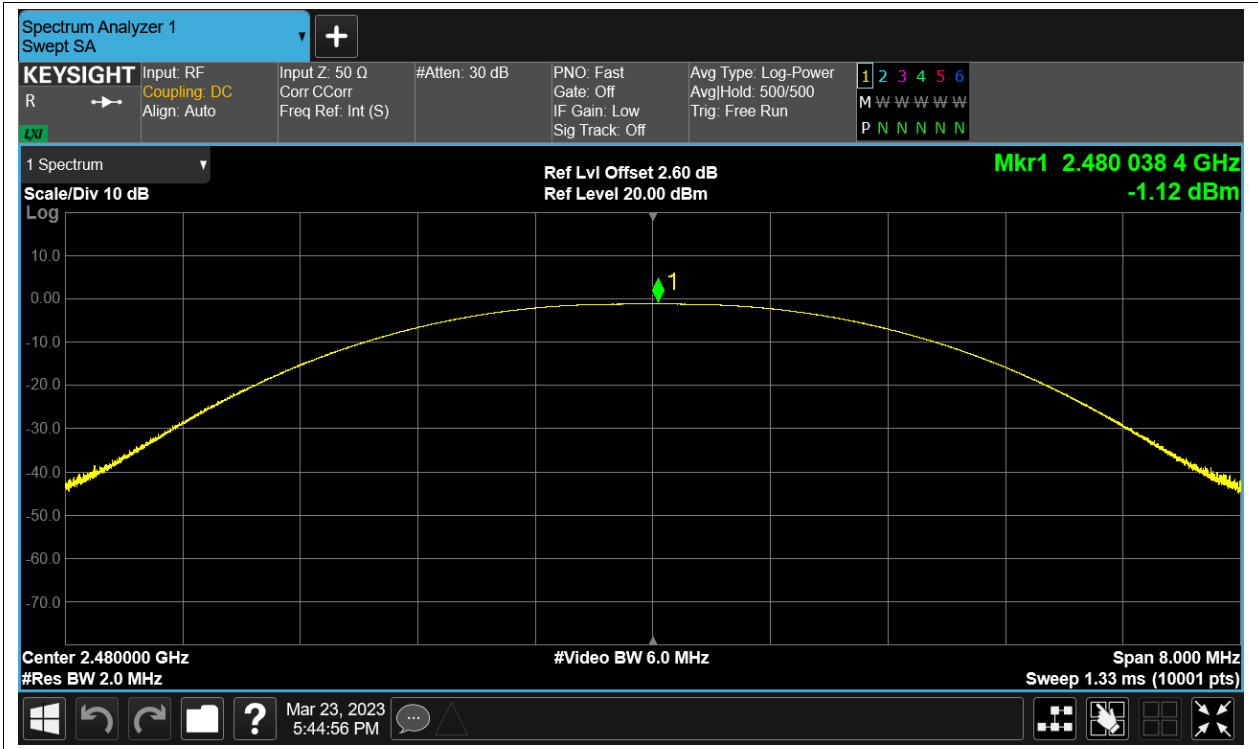 Spectrum Analyzer 1
Swept SA
KEYSIGHT
R
LXI
Input: RF
Coupling: DC
Align: Auto
Input Z: 50 Ω
Corr CCorr
Freq Ref: Int (S)
#Atten: 30 dB
PNO: Fast
Gate: Off
IF Gain: Low
Sig Track: Off
Avg Type: Log-Power
Avg|Hold: 500/500
Trig: Free Run
1 2 3 4 5 6
M W W W W W
P N N N N N
1 Spectrum
Scale/Div 10 dB
Log
Ref Lvl Offset 2.60 dB
Ref Level 20.00 dBm
Mkr1 2.480 038 4 GHz
-1.12 dBm
1
10.0
0.00
-10.0
-20.0
-30.0
-40.0
-50.0
-60.0
-70.0
Center 2.480000 GHz
#Res BW 2.0 MHz
#Video BW 6.0 MHz
Span 8.000 MHz
Sweep 1.33 ms (10001 pts)
?
Mar 23, 2023
5:44:56 PM